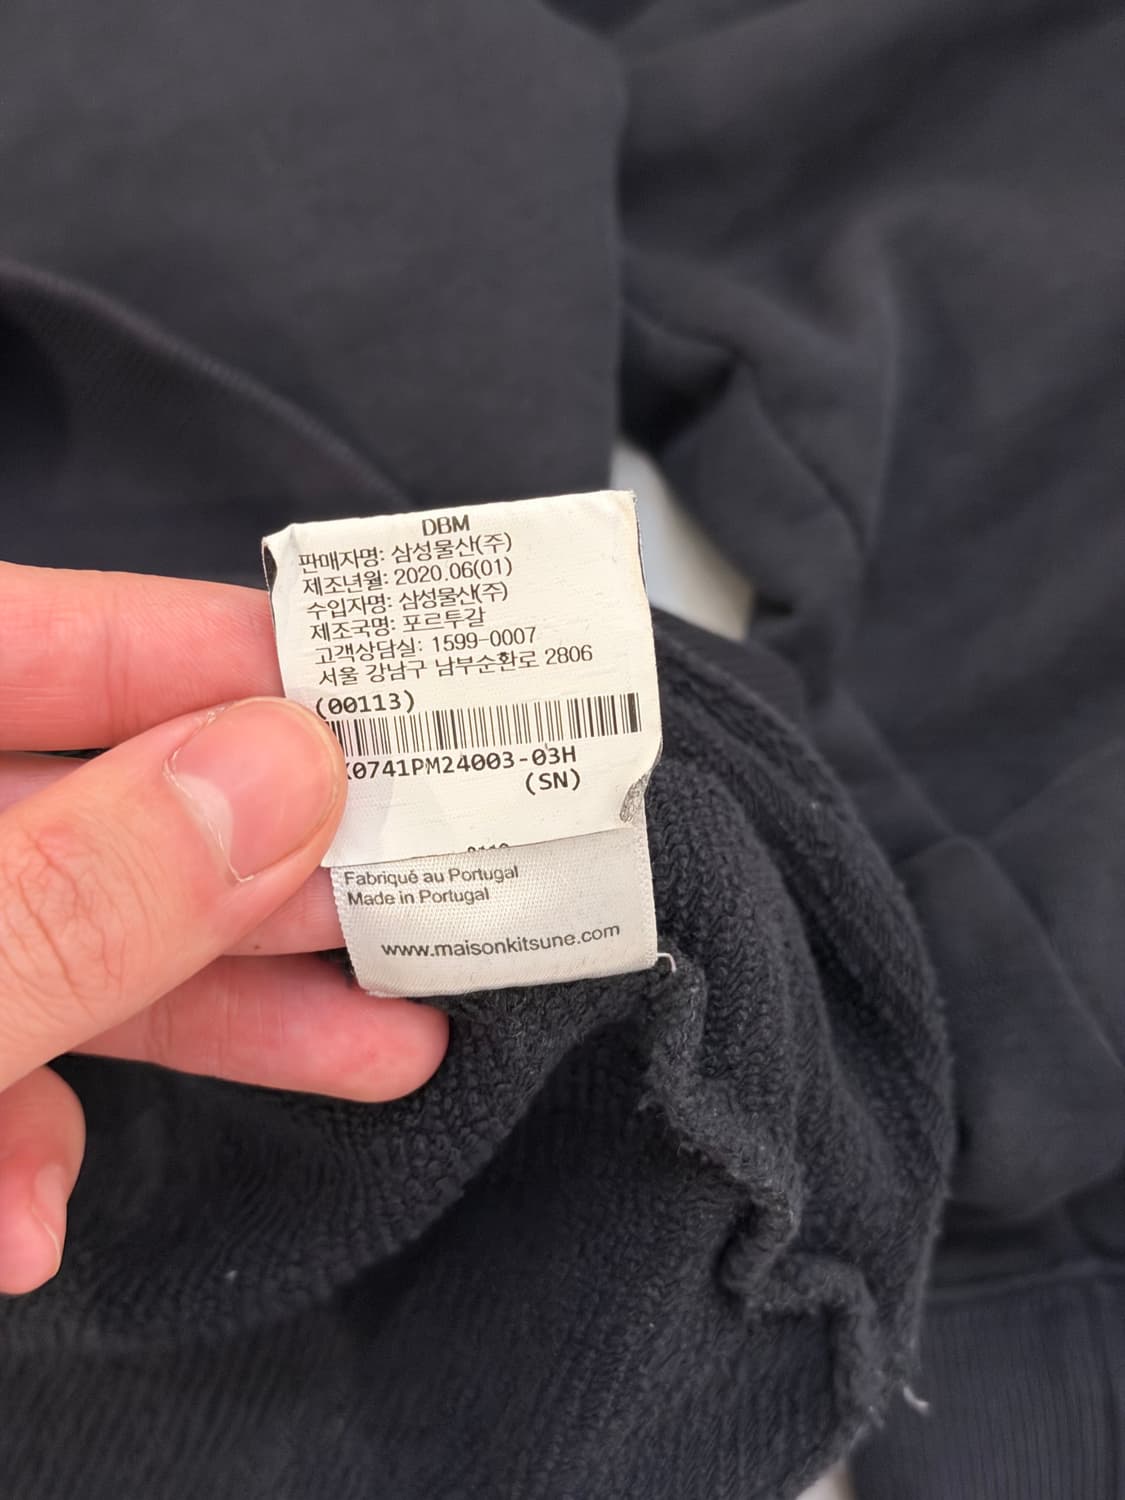 DBM
판매자명: 삼성물산(주)
제조년월: 2020.06(01)
수입자명: 삼성물산(주)
제조국명: 포르투갈
고객상담실: 1599-0007
서울 강남구 남부순환로 2806
(00113)
0741PM24003-03H
(SN)
Fabriqué au Portugal
Made in Portugal
www.maisonkitsune.com